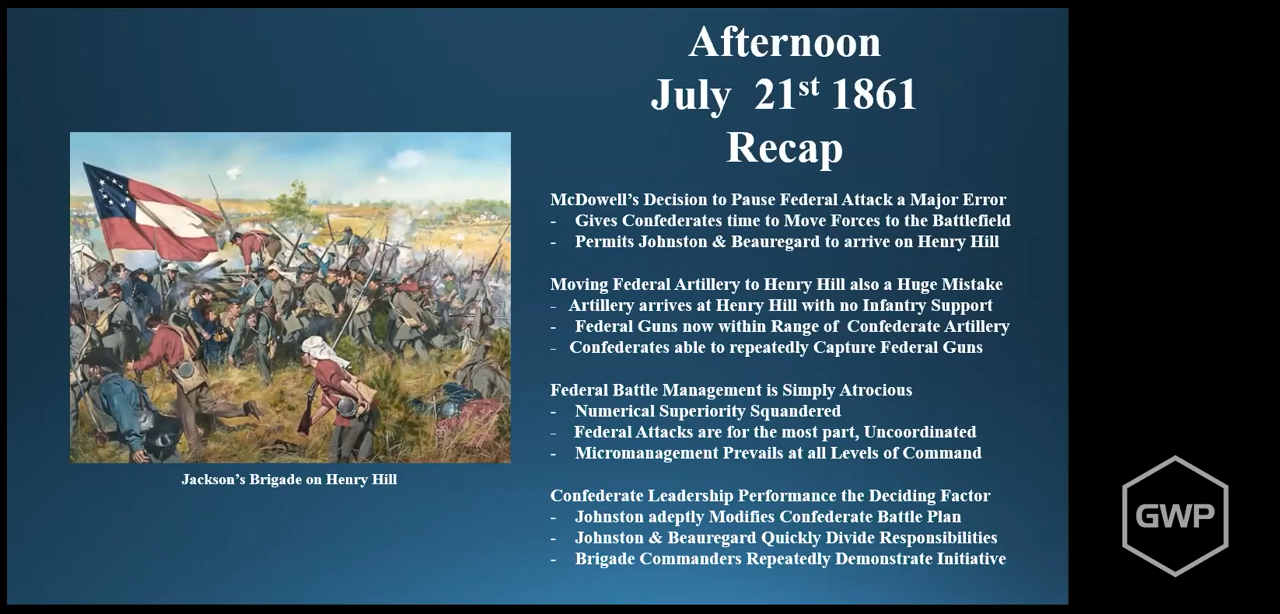 Afternoon
July 21st 1861
Recap
McDowell's Decision to Pause Federal Attack a Major Error
- Gives Confederates time to Move Forces to the Battlefield
- Permits Johnston & Beauregard to arrive on Henry Hill
Moving Federal Artillery to Henry Hill also a Huge Mistake
- Artillery arrives at Henry Hill with no Infantry Support
- Federal Guns now within Range of Confederate Artillery
- Confederates able to repeatedly Capture Federal Guns
Federal Battle Management is Simply Atrocious
- Numerical Superiority Squandered
- Federal Attacks are for the most part, Uncoordinated
- Micromanagement Prevails at all Levels of Command
Confederate Leadership Performance the Deciding Factor
- Johnston adeptly Modifies Confederate Battle Plan
- Johnston & Beauregard Quickly Divide Responsibilities
- Brigade Commanders Repeatedly Demonstrate Initiative
Jackson's Brigade on Henry Hill
GWP